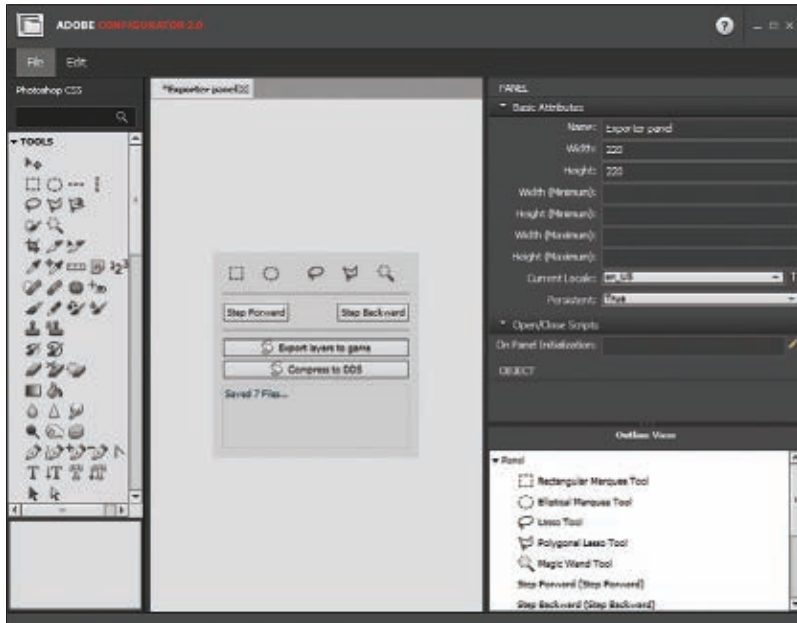 ADOBE CONFIGURATOR 2.0
File Edit
Photoshop CS5
TOOLS
*Exporter panel[3]
Step Forward Step Backward
Export layers to game
Compress to DDS
Saved 7 Files...
PANEL
Basic Attributes
Name: Exporter panel
Width: 220
Height: 220
Width (Minimum):
Height (Minimum):
Width (Maximum):
Height (Maximum):
Current Locale: en_US
Persistent: true
Open/Close Scripts
On Panel Initialization:
OBJECT
Outline View
Panel
Rectangular Marquee Tool
Elliptical Marquee Tool
Lasso Tool
Polygonal Lasso Tool
Magic Wand Tool
Step Forward (Step Forward)
Step Backward (Step Backward)